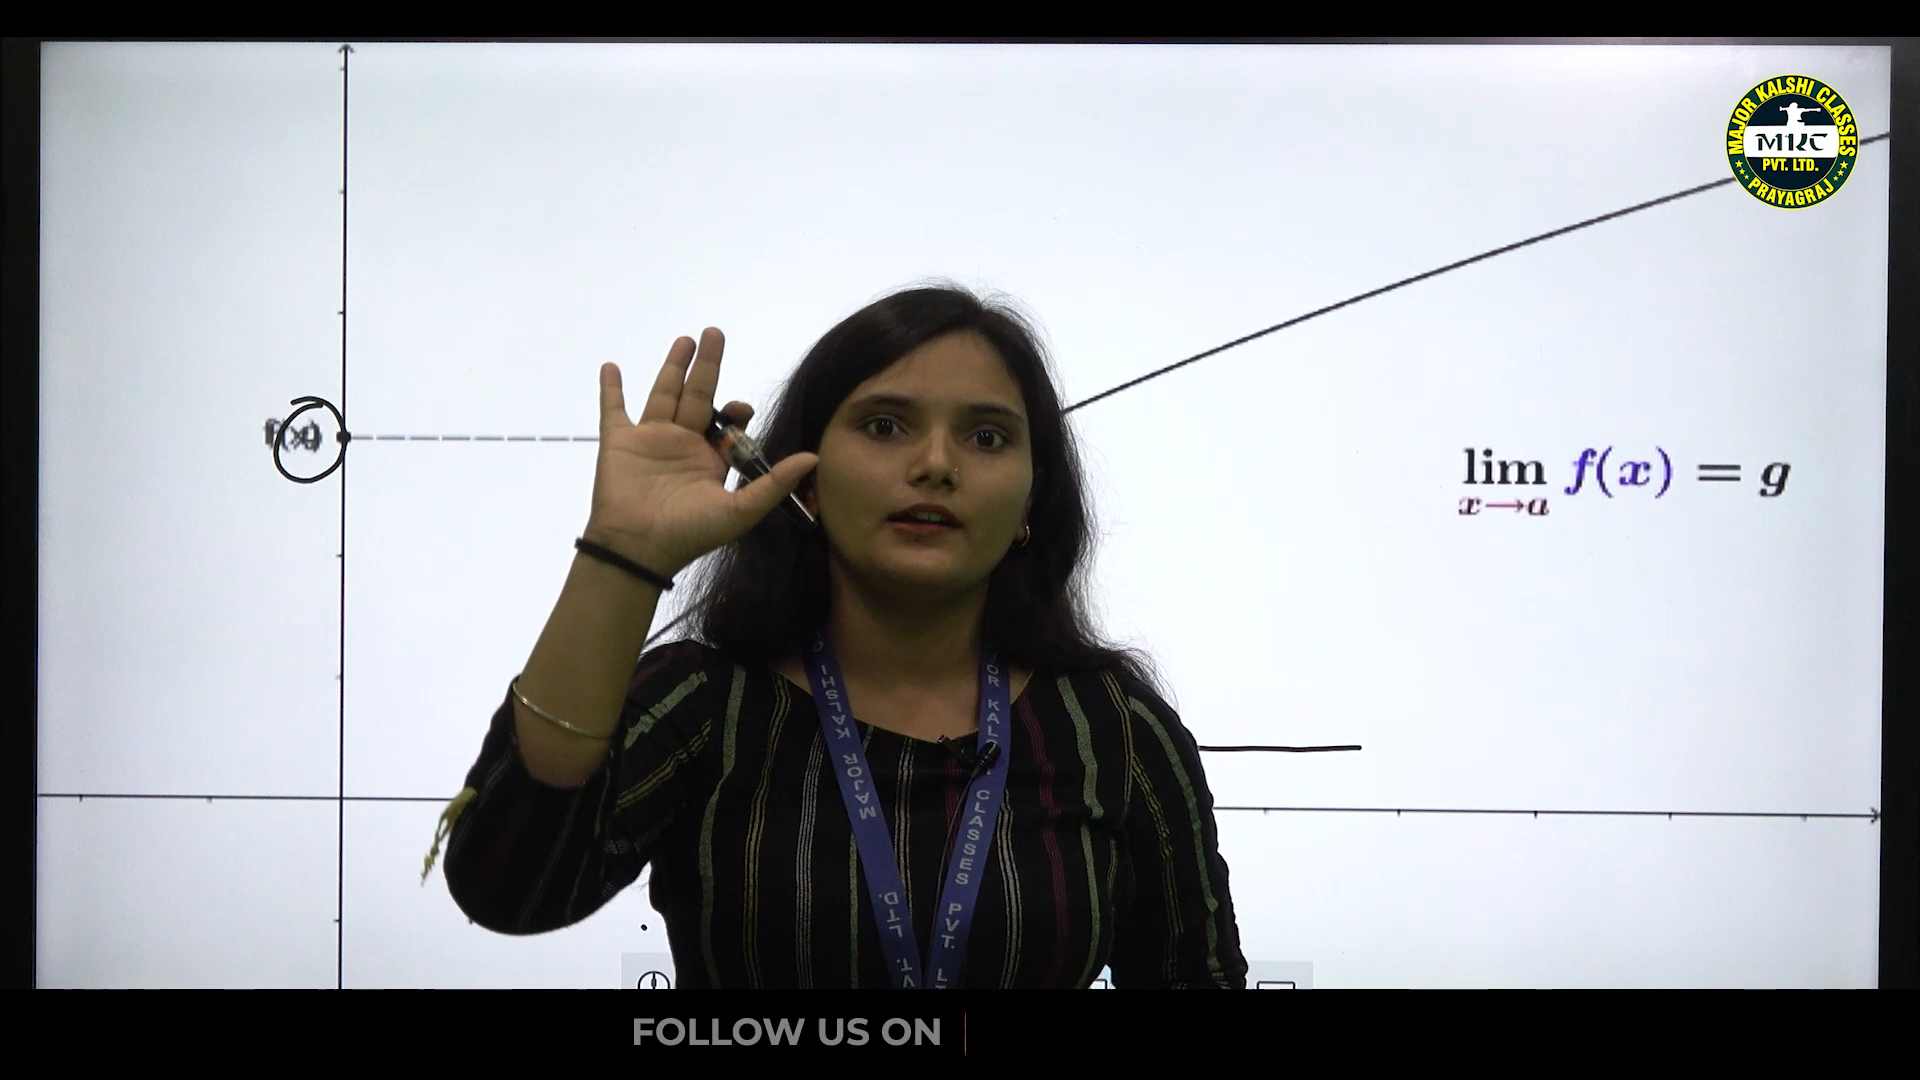 MAJOR KALSHI CLASSES
MKC
PVT. LTD.
PRAYAGRAJ
f(x)
lim f(x) = g
x→a
MAJOR KALSHI
CLASSES PVT.
LTD.
FOLLOW US ON